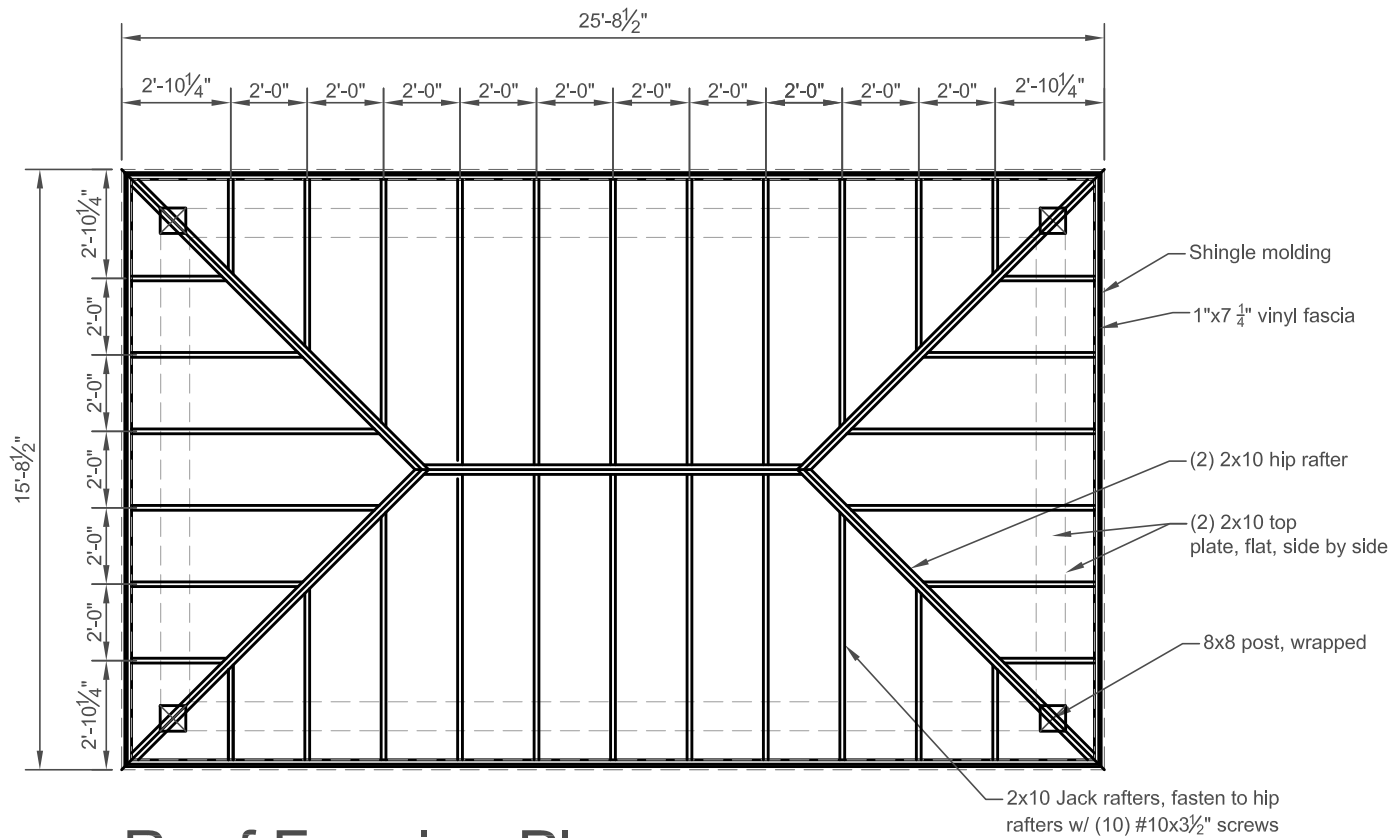 25'-8½"
2'-10¼" 2'-0" 2'-0" 2'-0" 2'-0" 2'-0" 2'-0" 2'-0" 2'-0" 2'-0" 2'-0" 2'-10¼"
15'-8½"
2'-10¼"
2'-0"
2'-0"
2'-0"
2'-0"
2'-0"
2'-10¼"
Shingle molding
1"x7 ¼" vinyl fascia
(2) 2x10 hip rafter
(2) 2x10 top
plate, flat, side by side
8x8 post, wrapped
2x10 Jack rafters, fasten to hip
rafters w/ (10) #10x3½" screws